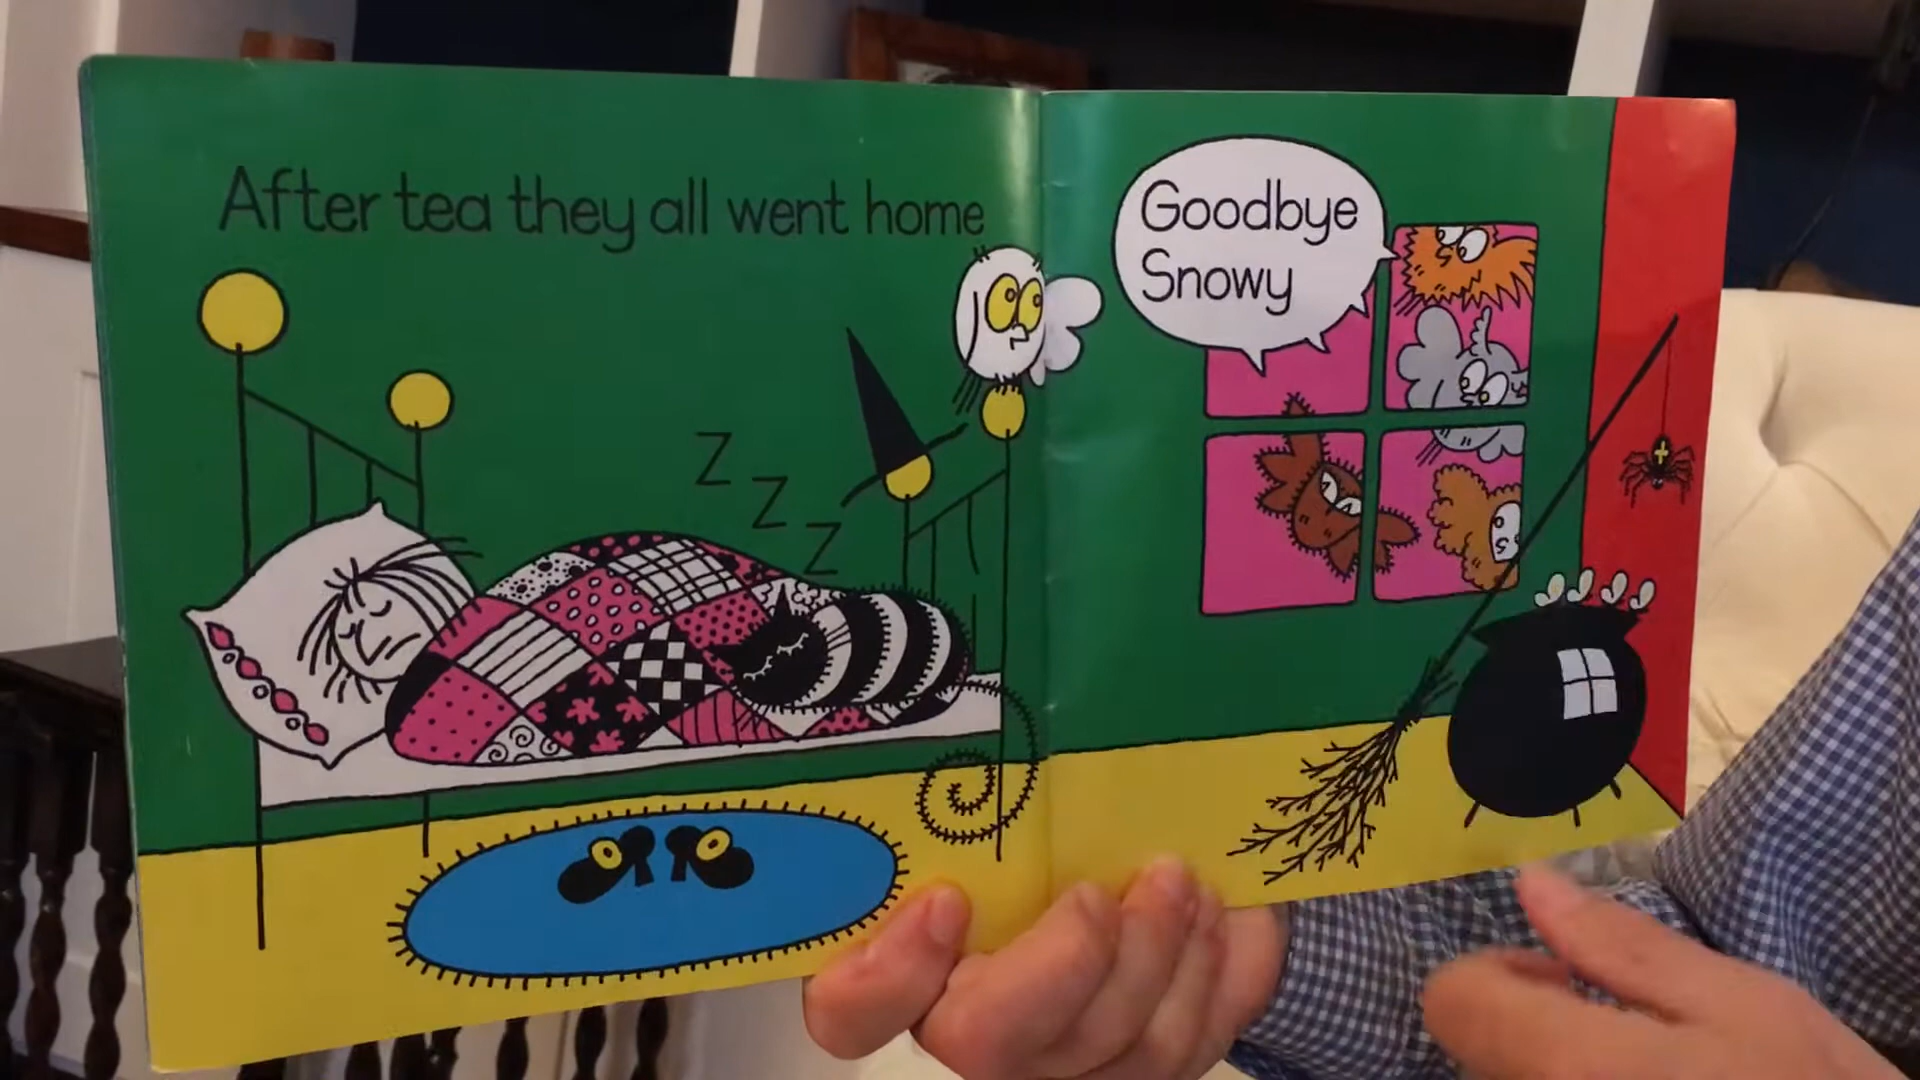 After tea they all went home
Goodbye
Snowy
Z
Z
Z